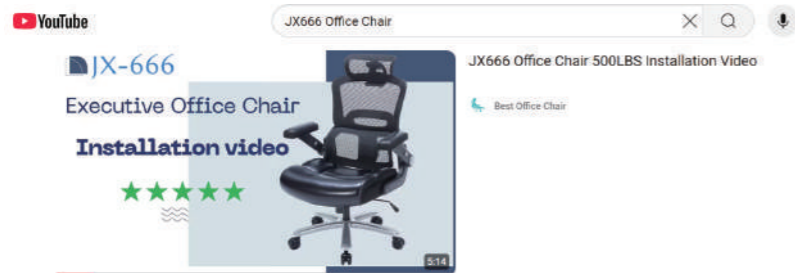 YouTube
JX666 Office Chair
JX-666
Executive Office Chair
Installation video
5:14
JX666 Office Chair 500LBS Installation Video
Best Office Chair